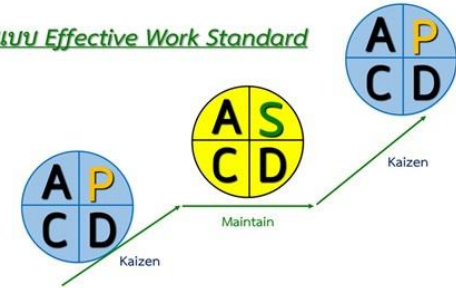 แบบ Effective Work Standard
A P
C D
Kaizen
A S
C D
Maintain
A P
C D
Kaizen